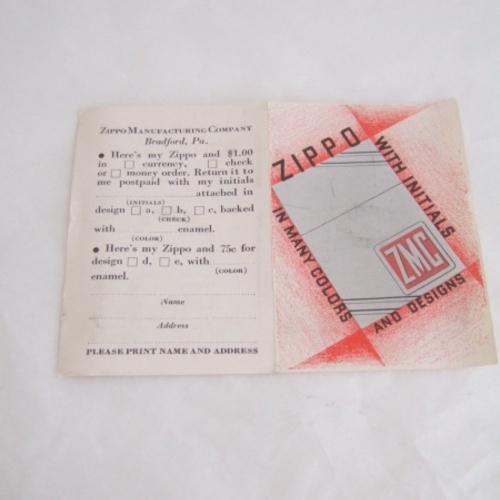 ZIPPO MANUFACTURING COMPANY
Bradford, Pa.
● Here's my Zippo and $1.00
in □ currency, □ check
or □ money order. Return it to
me postpaid with my initials
attached in
(INITIALS)
design □ a, □ b, □ c, backed
(CHECK)
with enamel.
(COLOR)
● Here's my Zippo and 75c for
design □ d, □ e, with
(COLOR)
enamel.
Name
Address
PLEASE PRINT NAME AND ADDRESS
ZIPPO
WITH INITIALS
IN MANY COLORS
AND DESIGNS
ZMC